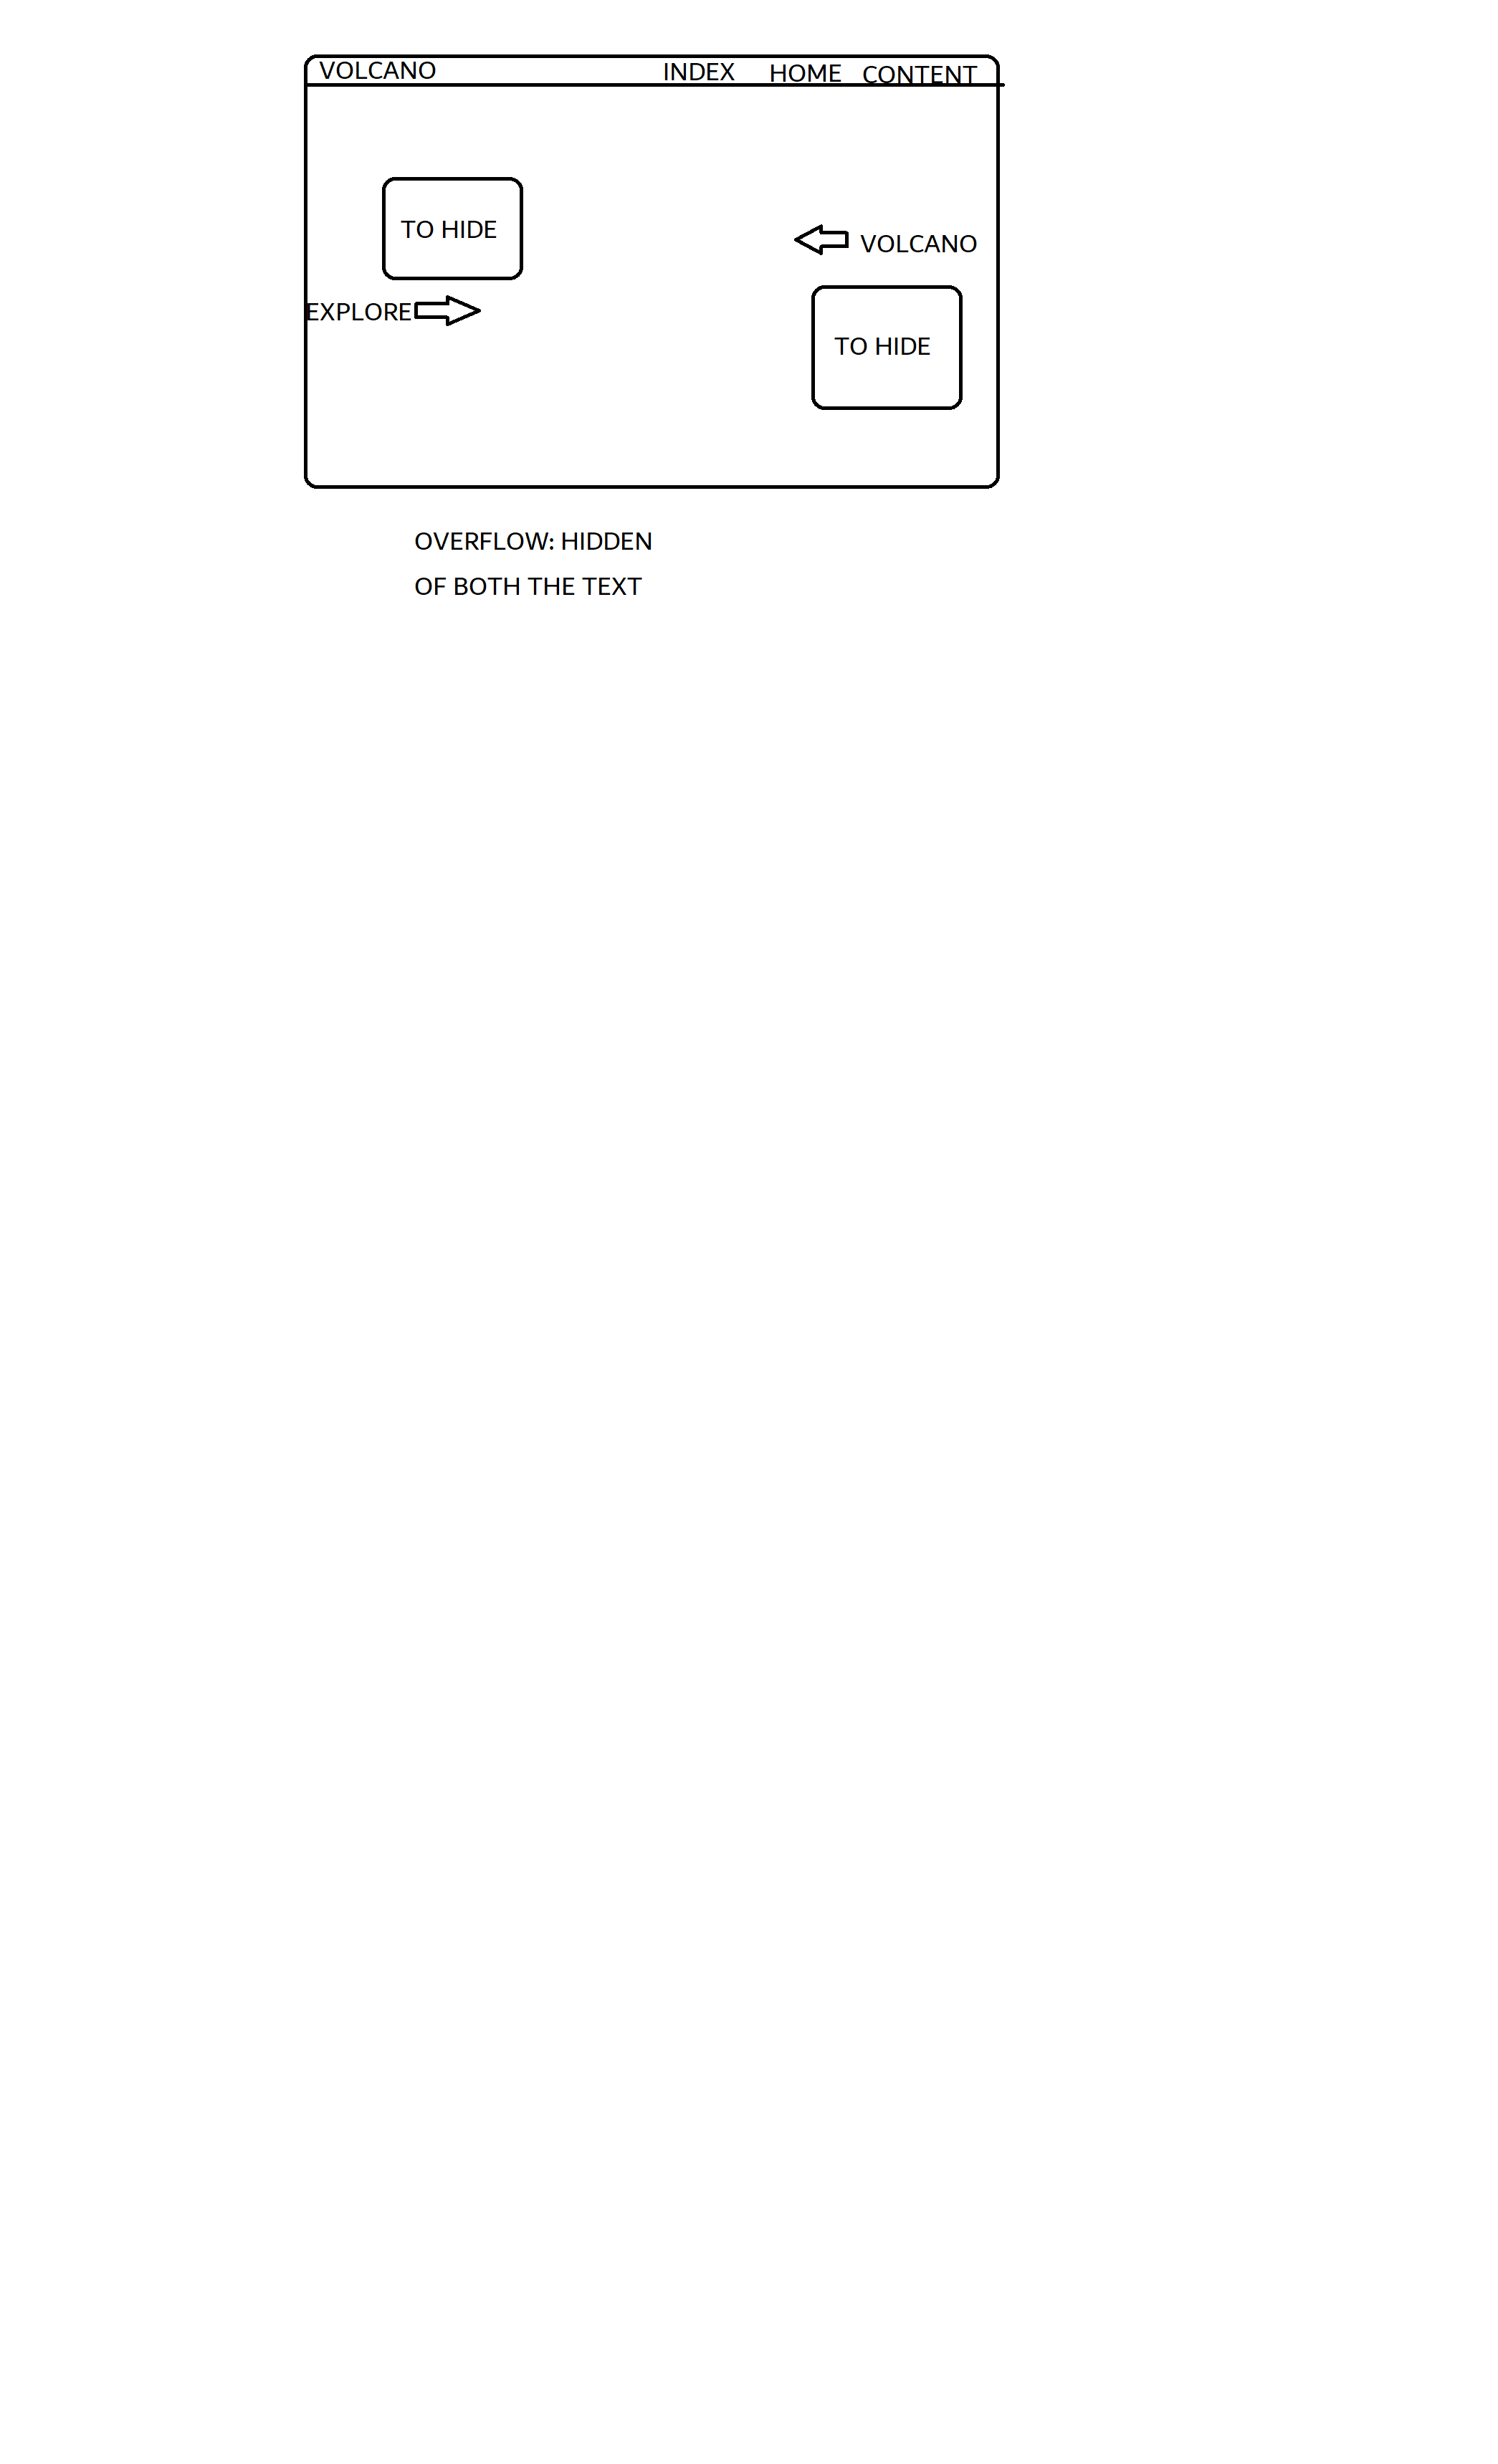 VOLCANO INDEX HOME CONTENT
TO HIDE
VOLCANO
EXPLORE
TO HIDE
OVERFLOW: HIDDEN
OF BOTH THE TEXT